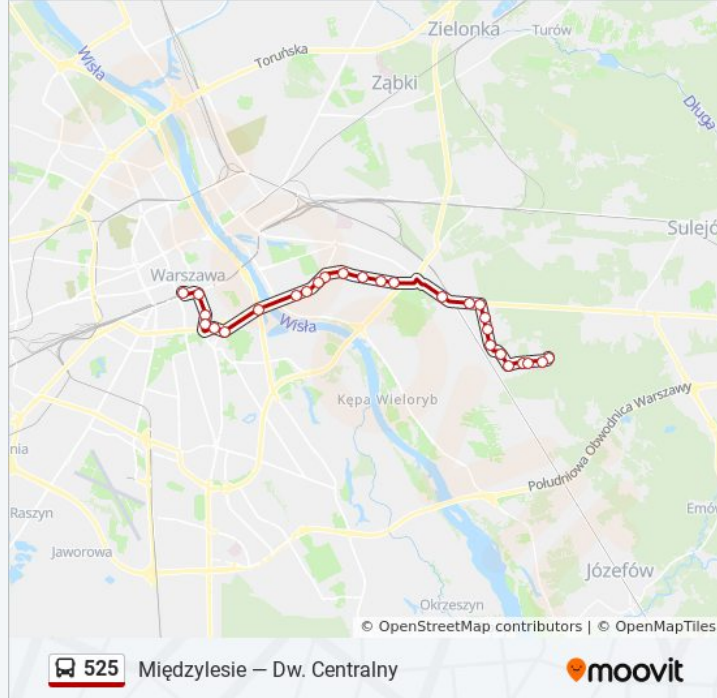 Zielonka
Turów
Wisła
Toruńska
Ząbki
Długa
Sulejó
Warszawa
Wisła
Kępa Wieloryb
Południowa Obwodnica Warszawy
nia
Raszyn
Emów
Jaworowa
Józefów
Okrzeszyn
© OpenStreetMap contributors | © OpenMapTiles
525 Międzylesie — Dw. Centralny
moovit